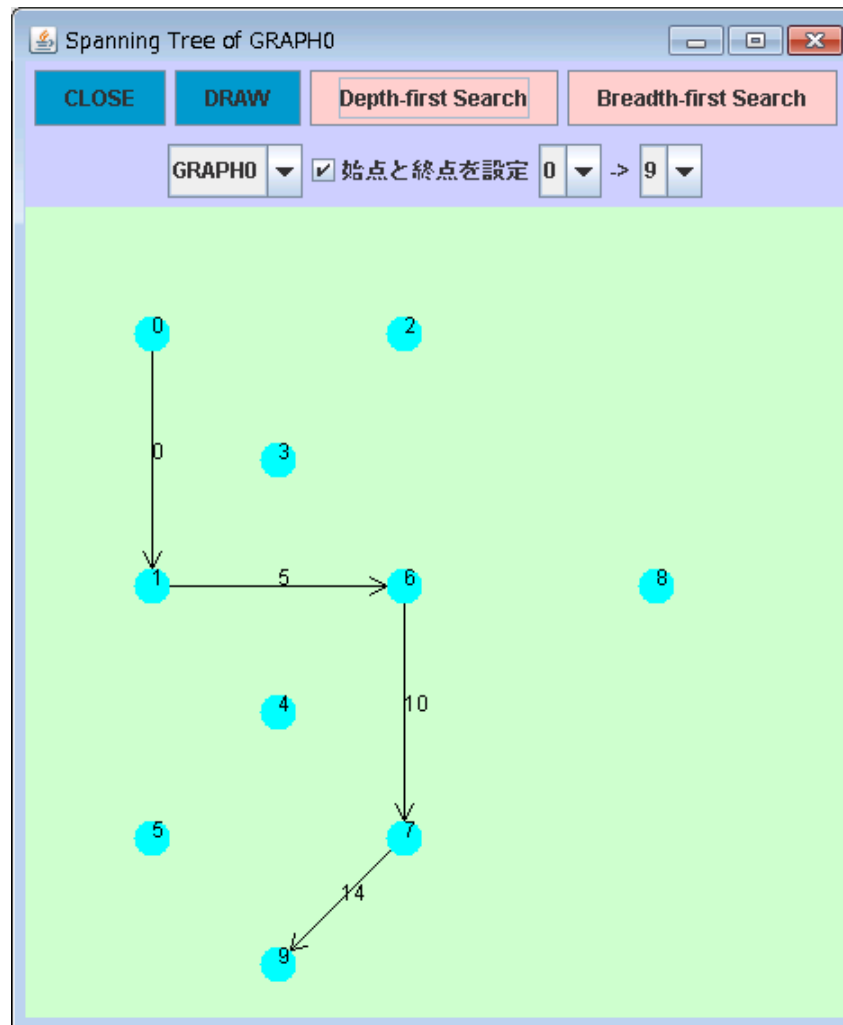 Spanning Tree of GRAPH0
CLOSE DRAW Depth-first Search Breadth-first Search
GRAPH0 始点と終点を設定 0 -> 9
0 2
0 3
1 5 6 8
4 10
5 7
14
9